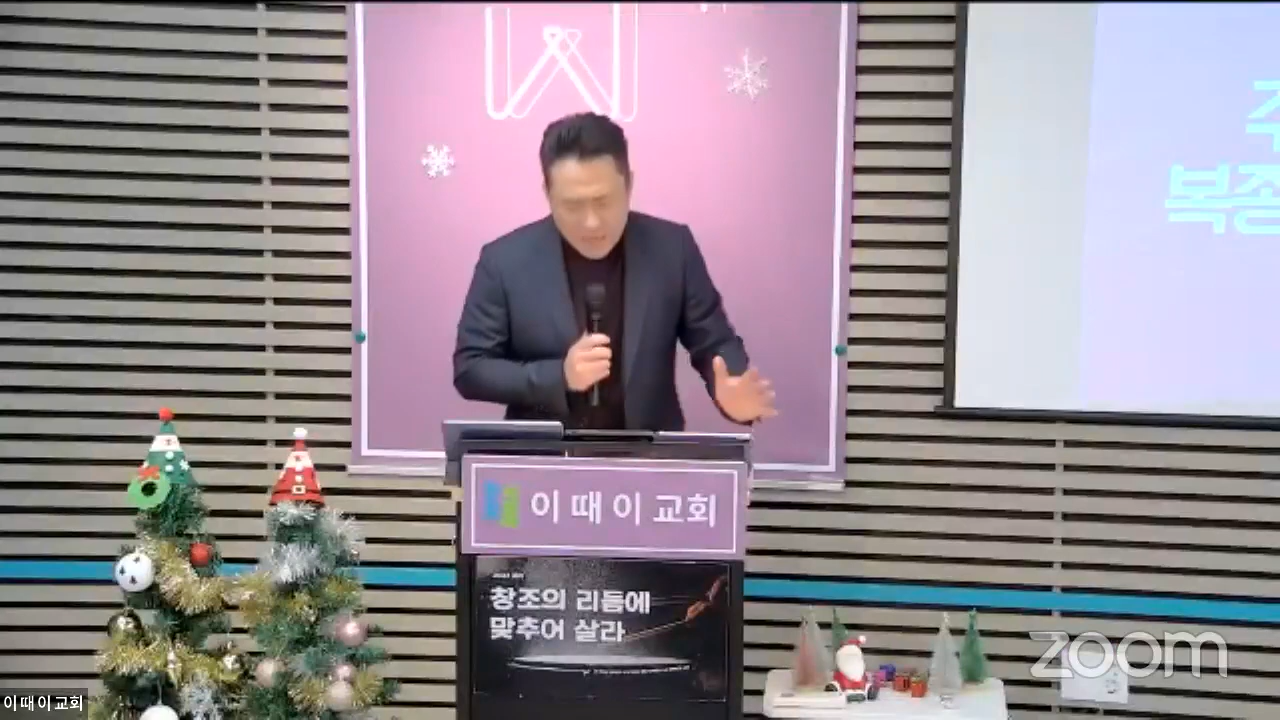 복종
이 때 이 교회
창조의 리듬에
맞추어 살라
zoom
이 때 이 교회